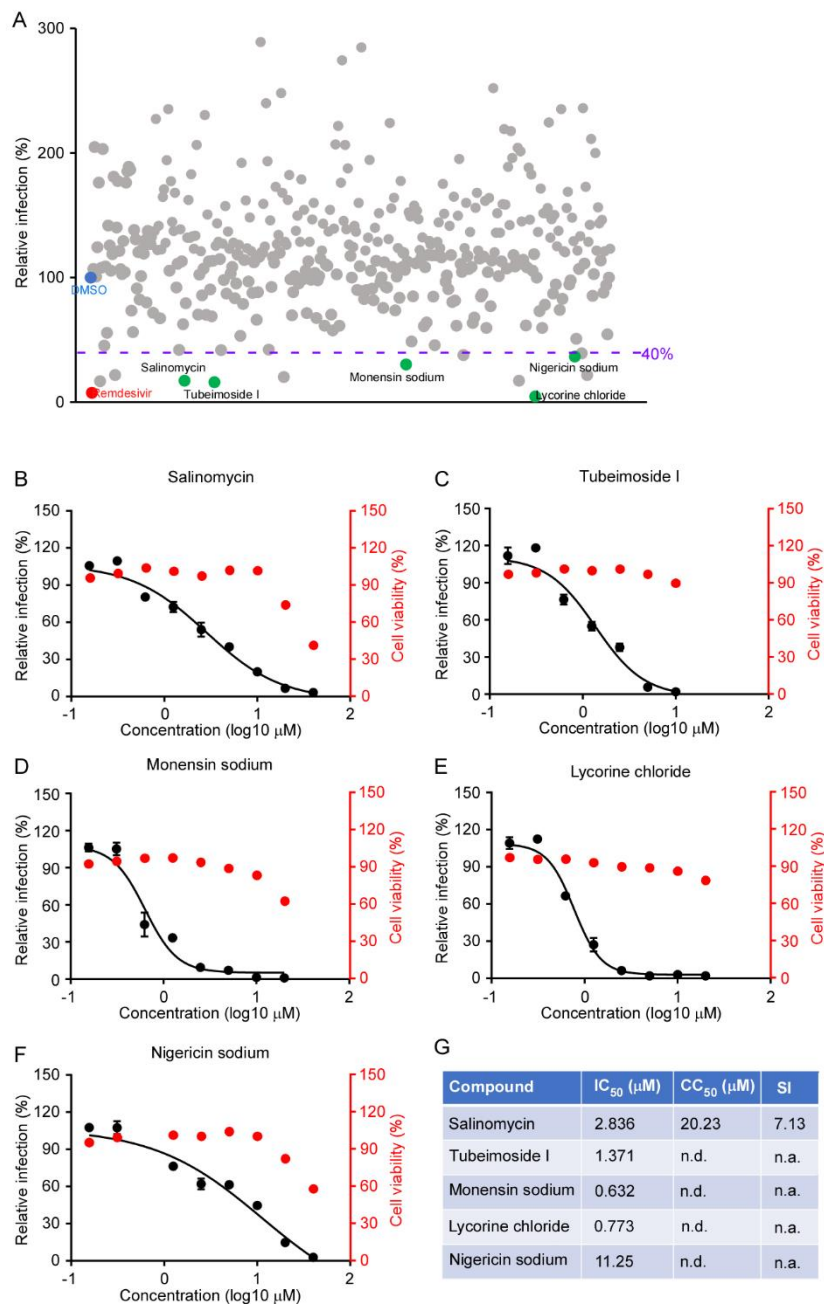 A
300
200
100
0
Relative infection (%)
DMSO
40%
Salinomycin
Nigericin sodium
Monensin sodium
Remdesivir
Tubeimoside I
Lycorine chloride
B
Salinomycin
150
120
90
60
30
0
Relative infection (%)
150
120
90
60
30
0
Cell viability (%)
-1
0
1
2
Concentration (log10 μM)
C
Tubeimoside I
150
120
90
60
30
0
Relative infection (%)
150
120
90
60
30
0
Cell viability (%)
-1
0
1
2
Concentration (log10 μM)
D
Monensin sodium
150
120
90
60
30
0
Relative infection (%)
150
120
90
60
30
0
Cell viability (%)
-1
0
1
2
Concentration (log10 μM)
E
Lycorine chloride
150
120
90
60
30
0
Relative infection (%)
150
120
90
60
30
0
Cell viability (%)
-1
0
1
2
Concentration (log10 μM)
F
Nigericin sodium
150
120
90
60
30
0
Relative infection (%)
150
120
90
60
30
0
Cell viability (%)
-1
0
1
2
Concentration (log10 μM)
G
Compound IC50 (μM) CC50 (μM) SI
Salinomycin 2.836 20.23 7.13
Tubeimoside I 1.371 n.d. n.a.
Monensin sodium 0.632 n.d. n.a.
Lycorine chloride 0.773 n.d. n.a.
Nigericin sodium 11.25 n.d. n.a.